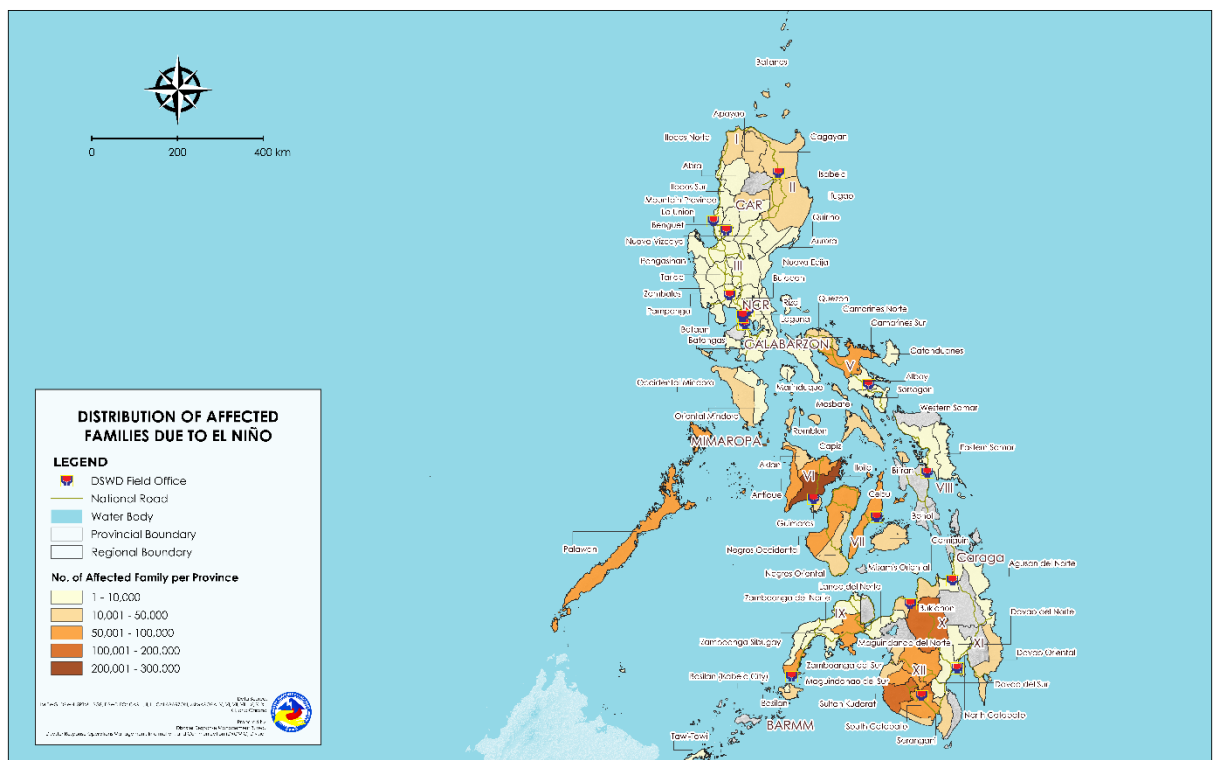 Batanes
Apayao
Ilocos Norte
I
Cagayan
Abra
Isabela
Ilocos Sur
II
Mountain Province
CAR
Ifugao
La Union
Benguet
Quirino
Nueva Vizcaya
Aurora
Pangasinan
III
Nueva Ecija
Tarlac
Bulacan
Zambales
Rizal
Quezon
NCR
Pampanga
Camarines Norte
Laguna
Bataan
Camarines Sur
Batangas
CALABARZON
Catanduanes
V
Albay
Occidental Mindoro
Marinduque
Sorsogon
Masbate
Western Samar
Oriental Mindoro
Romblon
MIMAROPA
Capiz
Eastern Samar
Aklan
VI
Iloilo
Biliran
Cebu
VIII
Antique
Bohol
Guimaras
Palawan
VII
Camiguin
Negros Occidental
Caraga
Misamis Oriental
Agusan del Norte
Negros Oriental
Lanao del Norte
Zamboanga del Norte
Bukidnon
Davao del Norte
IX
X
Zamboanga Sibugay
Maguindanao del Norte
XI
Davao Oriental
Zamboanga del Sur
XII
Basilan (Isabela City)
Maguindanao del Sur
Davao del Sur
Basilan
Sultan Kudarat
North Cotabato
BARMM
South Cotabato
Sarangani
Tawi-Tawi
0 200 400 km
DISTRIBUTION OF AFFECTED
FAMILIES DUE TO EL NIÑO
LEGEND
DSWD Field Office
National Road
Water Body
Provincial Boundary
Regional Boundary
No. of Affected Family per Province
1 - 10,000
10,001 - 50,000
50,001 - 100,000
100,001 - 200,000
200,001 - 300,000